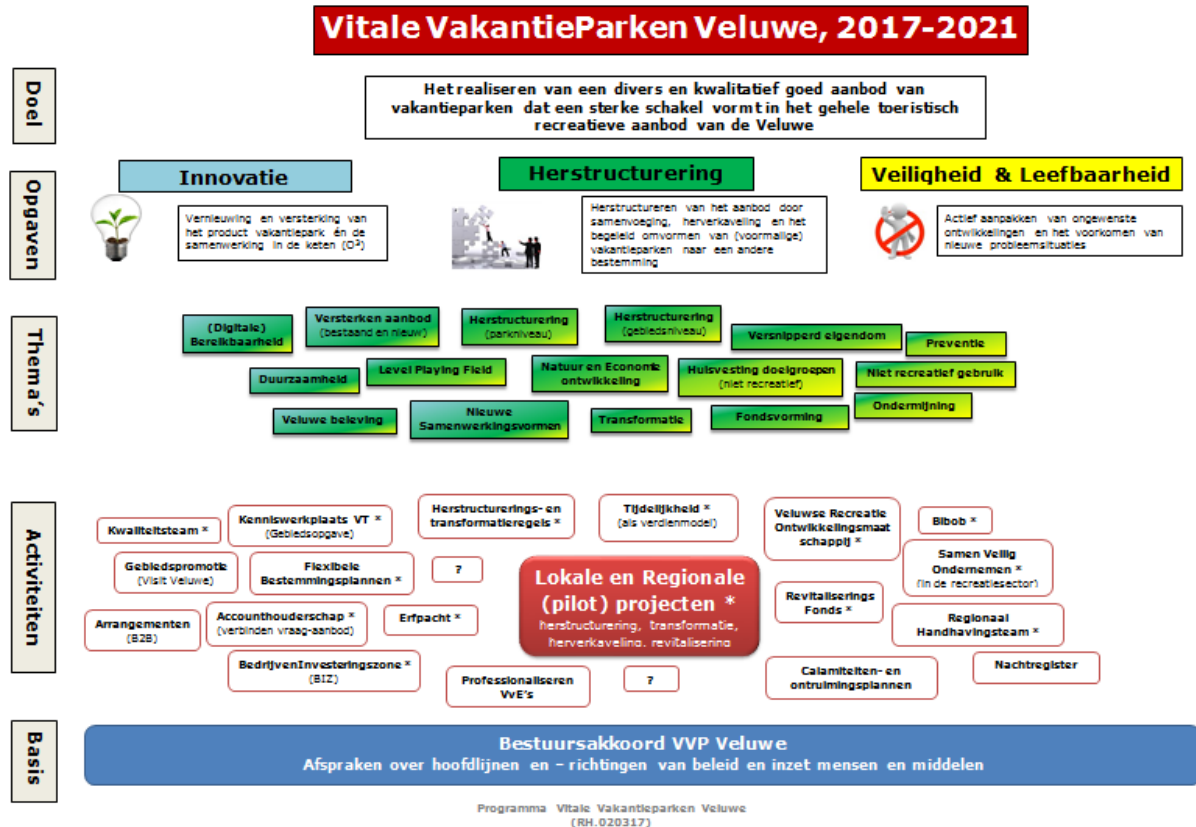 Vitale VakantieParken Veluwe, 2017-2021
Doel
Het realiseren van een divers en kwalitatief goed aanbod van
vakantieparken dat een sterke schakel vormt in het gehele toeristisch
recreatieve aanbod van de Veluwe
Opgaven
Innovatie
Vernieuwing en versterking van
het product vakantiepark én de
samenwerking in de keten (O³)
Herstructurering
Herstructureren van het aanbod door
samenvoeging, herverkaveling en het
begeleid omvormen van (voormalige)
vakantieparken naar een andere
bestemming
Veiligheid & Leefbaarheid
Actief aanpakken van ongewenste
ontwikkelingen en het voorkomen van
nieuwe probleemsituaties
Thema's
(Digitale)
Bereikbaarheid
Versterken aanbod
(bestaand en nieuw)
Herstructurering
(parkniveau)
Herstructurering
(gebiedsniveau)
Versnipperd eigendom
Preventie
Duurzaamheid
Level Playing Field
Natuur en Economie
ontwikkeling
Huisvesting doelgroepen
(niet recreatief)
Niet recreatief gebruik
Veluwe beleving
Nieuwe
Samenwerkingsvormen
Transformatie
Fondsvorming
Ondermijning
Activiteiten
Kwaliteitsteam *
Kenniswerkplaats VT *
(Gebiedsopgave)
Herstructurerings- en
transformatieregels *
Tijdelijkheid *
(als verdienmodel)
Veluwse Recreatie
Ontwikkelingsmaat
schappij *
Bibob *
Gebiedspromotie
(Visit Veluwe)
Flexibele
Bestemmingsplannen *
?
Lokale en Regionale
(pilot) projecten *
herstructurering, transformatie,
herverkaveling, revitalisering
Revitaliserings
Fonds *
Samen Veilig
Ondernemen *
(in de recreatiesector)
Arrangementen
(B2B)
Accounthouderschap *
(verbinden vraag-aanbod)
Erfpacht *
Regionaal
Handhavingsteam *
BedrijvenInvesteringszone *
(BIZ)
Professionaliseren
VvE's
?
Calamiteiten- en
ontruimingsplannen
Nachtregister
Basis
Bestuursakkoord VVP Veluwe
Afspraken over hoofdlijnen en – richtingen van beleid en inzet mensen en middelen
Programma Vitale Vakantieparken Veluwe
(RH.020317)